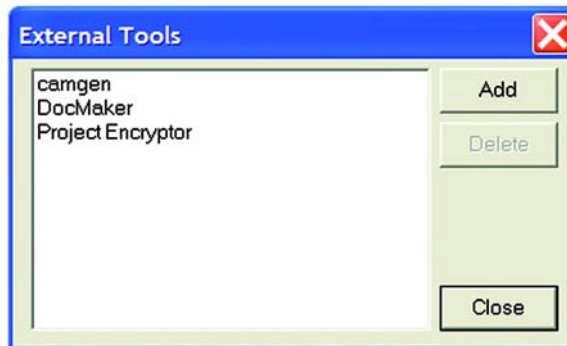 External Tools
camgen
DocMaker
Project Encryptor
Add
Delete
Close